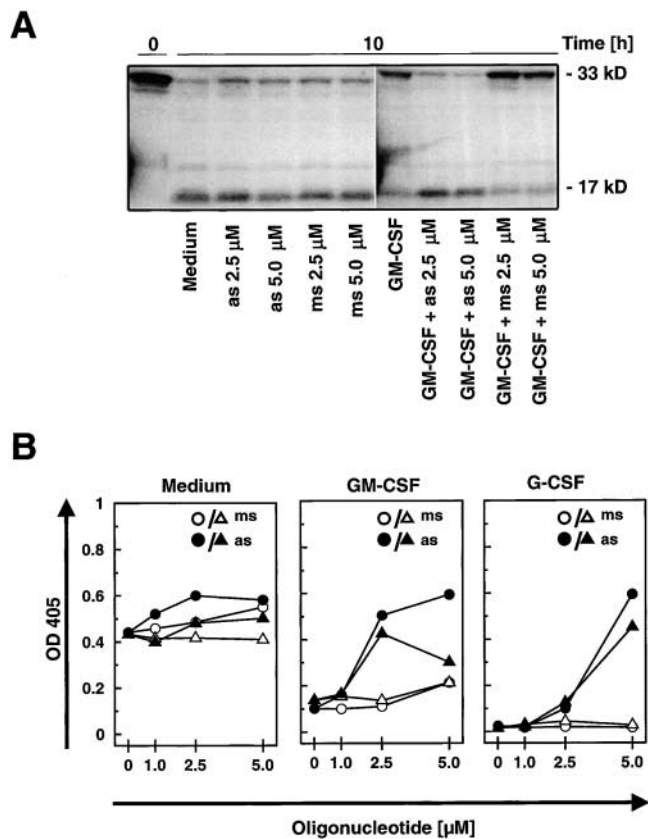 A
0 10 Time [h]
- 33 kD
- 17 kD
Medium
as 2.5 µM
as 5.0 µM
ms 2.5 µM
ms 5.0 µM
GM-CSF
GM-CSF + as 2.5 µM
GM-CSF + as 5.0 µM
GM-CSF + ms 2.5 µM
GM-CSF + ms 5.0 µM
B
Medium GM-CSF G-CSF
1
0.8
0.6
0.4
0.2
0
OD 405
○/△ ms
●/▲ as
○/△ ms
●/▲ as
○/△ ms
●/▲ as
0 1.0 2.5 5.0 0 1.0 2.5 5.0 0 1.0 2.5 5.0
Oligonucleotide [µM]